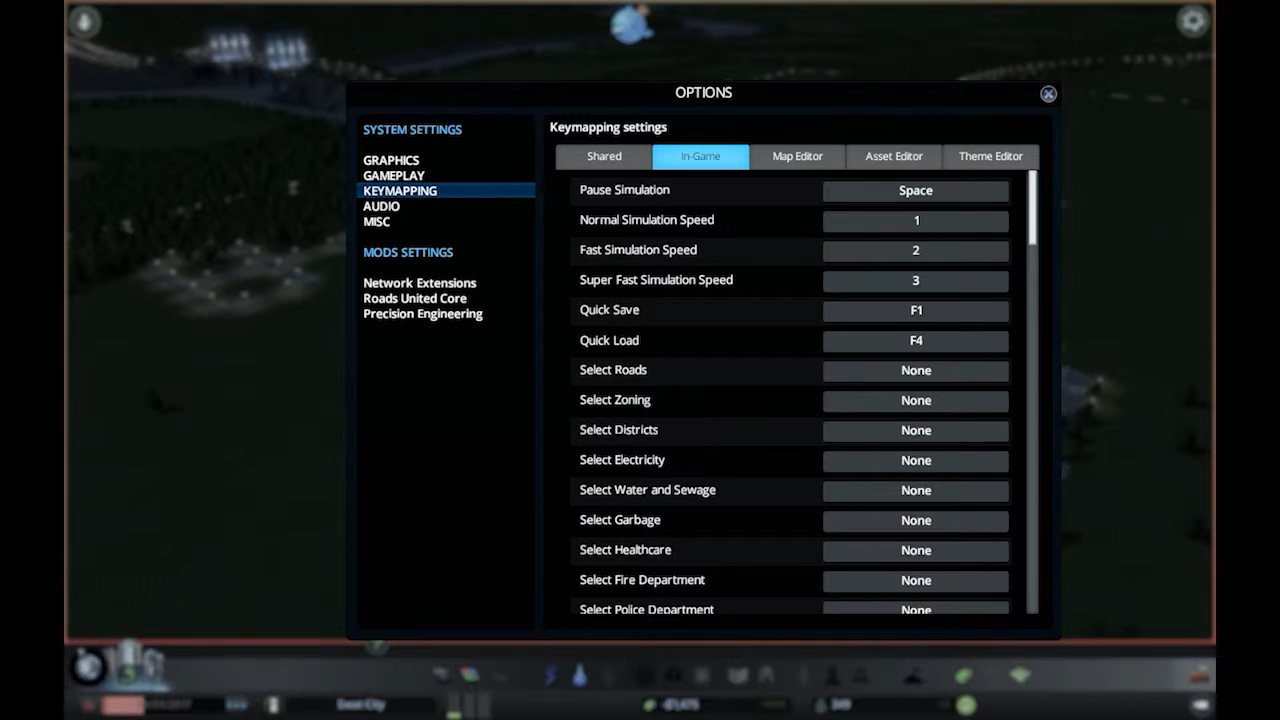 OPTIONS
SYSTEM SETTINGS
GRAPHICS
GAMEPLAY
KEYMAPPING
AUDIO
MISC
MODS SETTINGS
Network Extensions
Roads United Core
Precision Engineering
Keymapping settings
Shared In-Game Map Editor Asset Editor Theme Editor
Pause Simulation Space
Normal Simulation Speed 1
Fast Simulation Speed 2
Super Fast Simulation Speed 3
Quick Save F1
Quick Load F4
Select Roads None
Select Zoning None
Select Districts None
Select Electricity None
Select Water and Sewage None
Select Garbage None
Select Healthcare None
Select Fire Department None
Select Police Department None